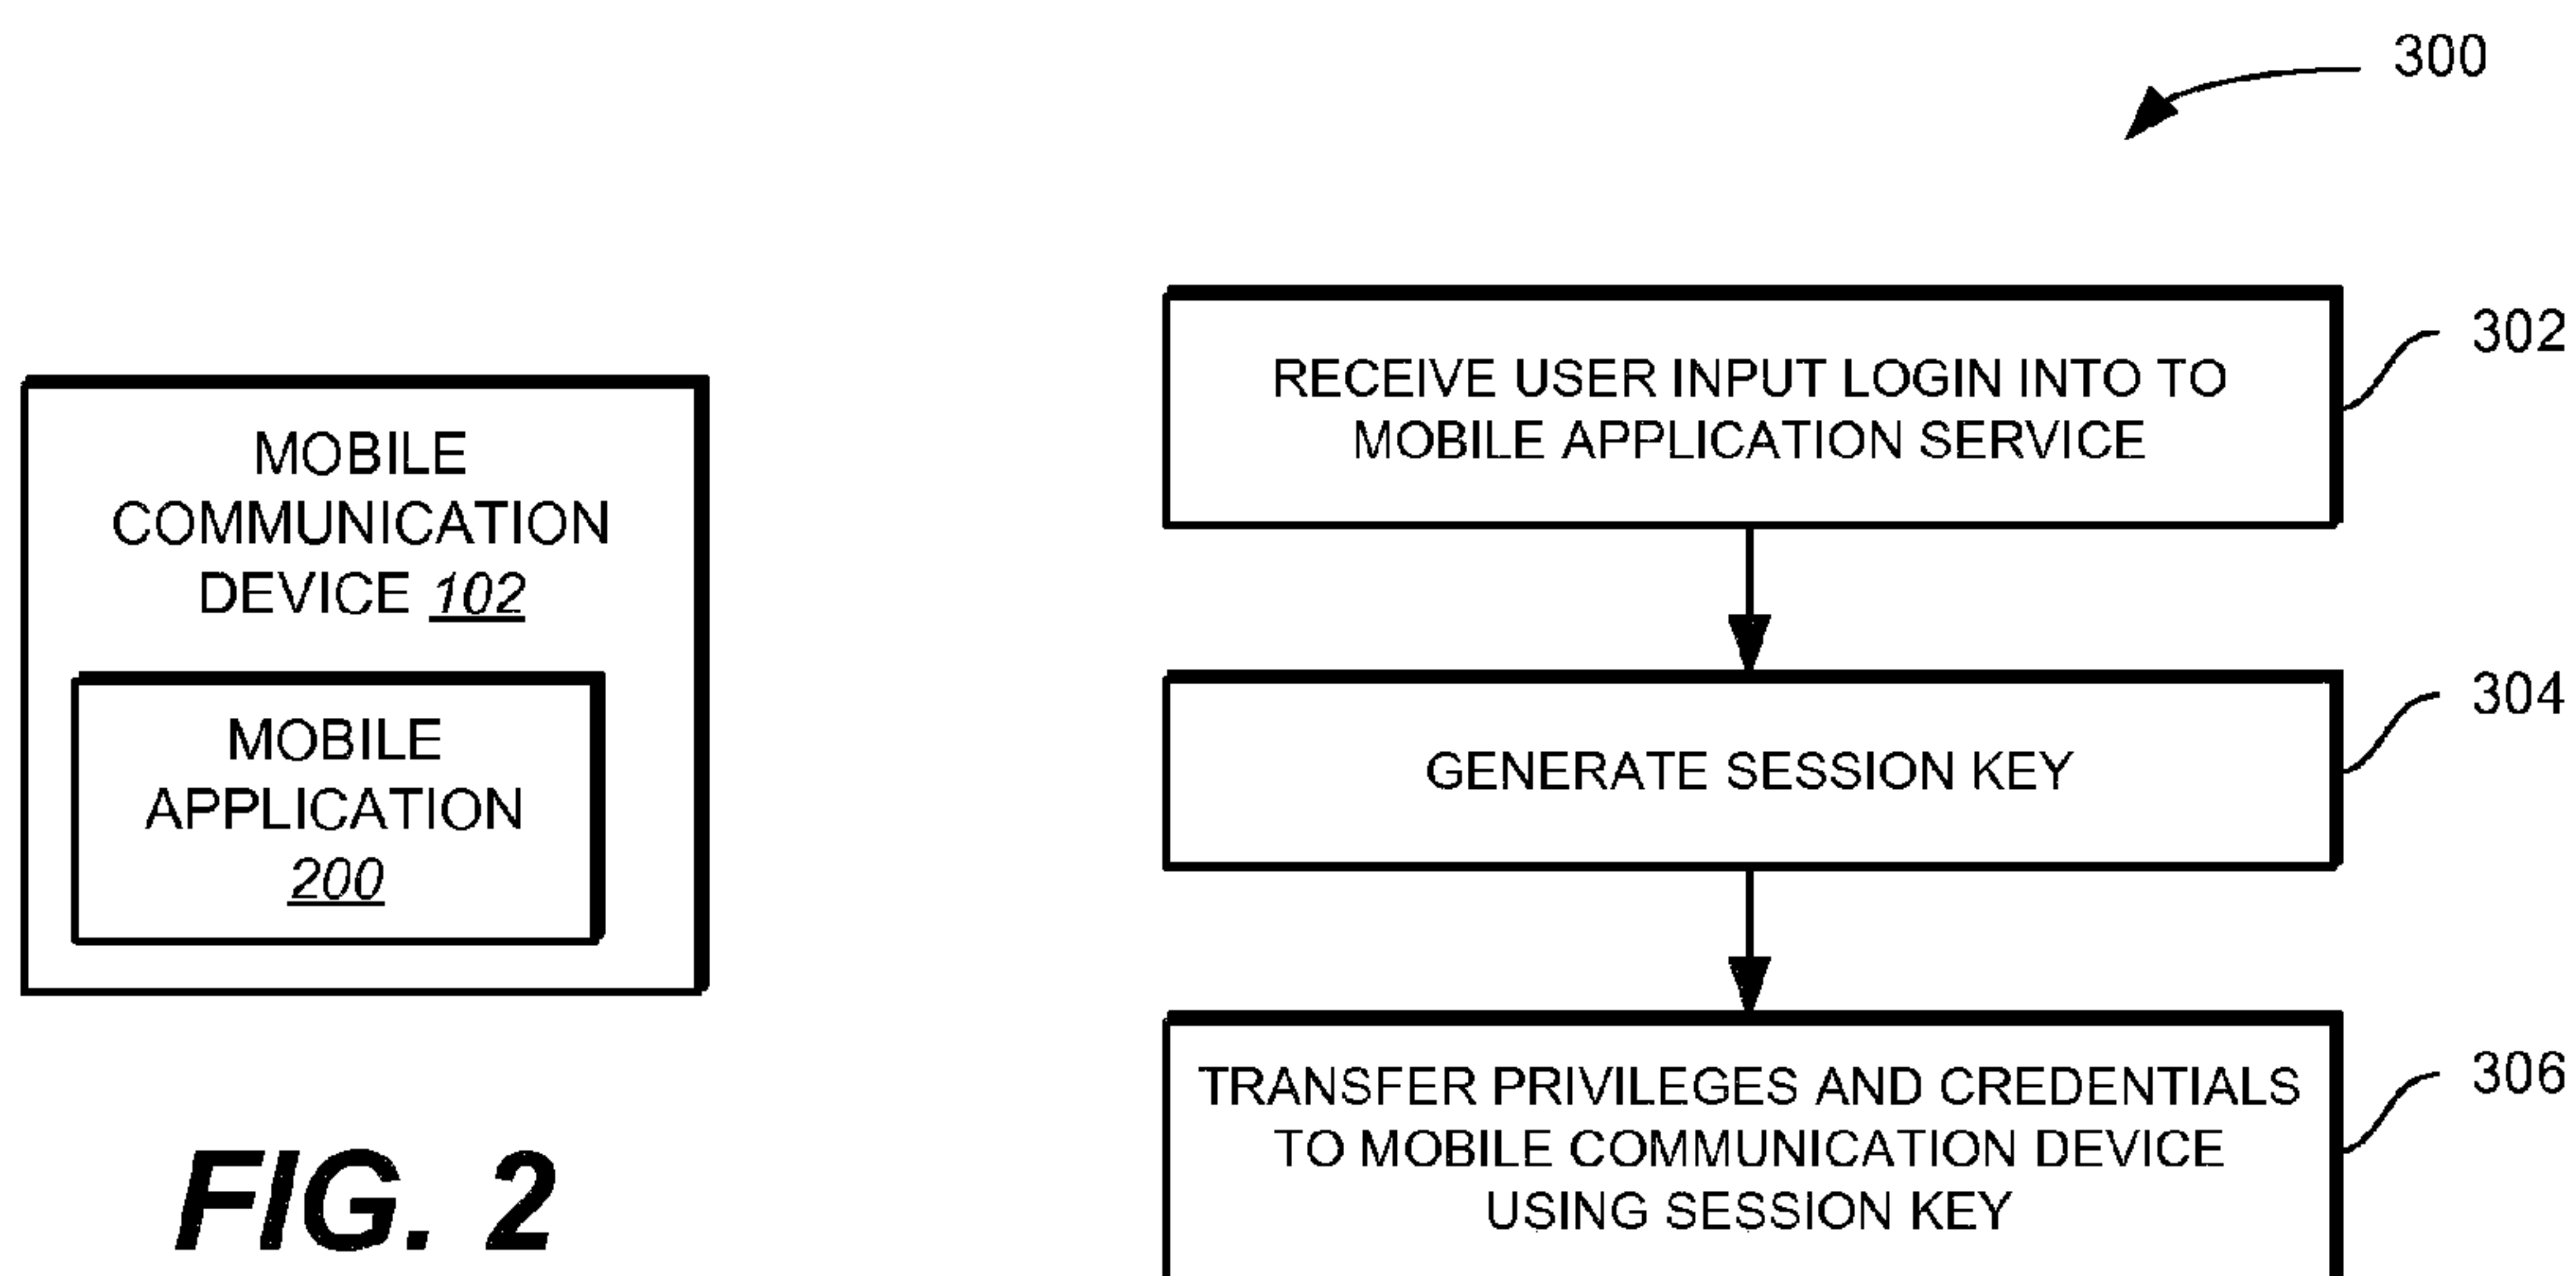 300
MOBILE
COMMUNICATION
DEVICE 102
MOBILE
APPLICATION
200
FIG. 2
RECEIVE USER INPUT LOGIN INTO TO
MOBILE APPLICATION SERVICE
302
GENERATE SESSION KEY
304
TRANSFER PRIVILEGES AND CREDENTIALS
TO MOBILE COMMUNICATION DEVICE
USING SESSION KEY
306